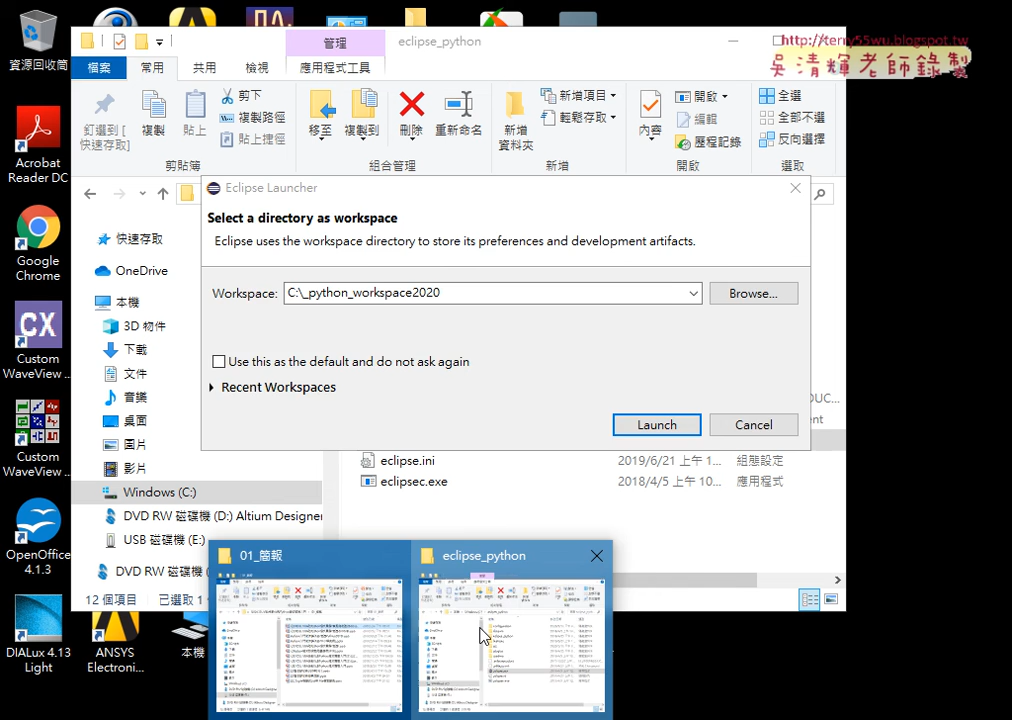 資源回收筒
Acrobat
Reader DC
Google
Chrome
CX
Custom
WaveView ...
Custom
WaveView ...
OpenOffice
4.1.3
DIALux 4.13
Light
ANSYS
Electroni...
本機
管理
eclipse_python
http://terry55wu.blogspot.tw
吳清輝老師錄製
檔案
常用
共用
檢視
應用程式工具
釘選到 [
快速存取]
複製
貼上
剪下
複製路徑
貼上捷徑
剪貼簿
移至
複製到
刪除
重新命名
組合管理
新增
資料夾
新增項目
輕鬆存取
新增
內容
開啟
編輯
歷程記錄
開啟
全選
全部不選
反向選擇
選取
快速存取
OneDrive
本機
3D 物件
下載
文件
音樂
桌面
圖片
影片
Windows (C:)
DVD RW 磁碟機 (D:) Altium Designer
USB 磁碟機 (E:)
DVD RW 磁碟機 (
12 個項目
已選取 1
Eclipse Launcher
Select a directory as workspace
Eclipse uses the workspace directory to store its preferences and development artifacts.
Workspace:
C:\_python_workspace2020
Browse...
Use this as the default and do not ask again
Recent Workspaces
Launch
Cancel
DUC...
ent
eclipse.ini
2019/6/21 上午 1...
組態設定
eclipsec.exe
2018/4/5 上午 10...
應用程式
01_簡報
eclipse_python